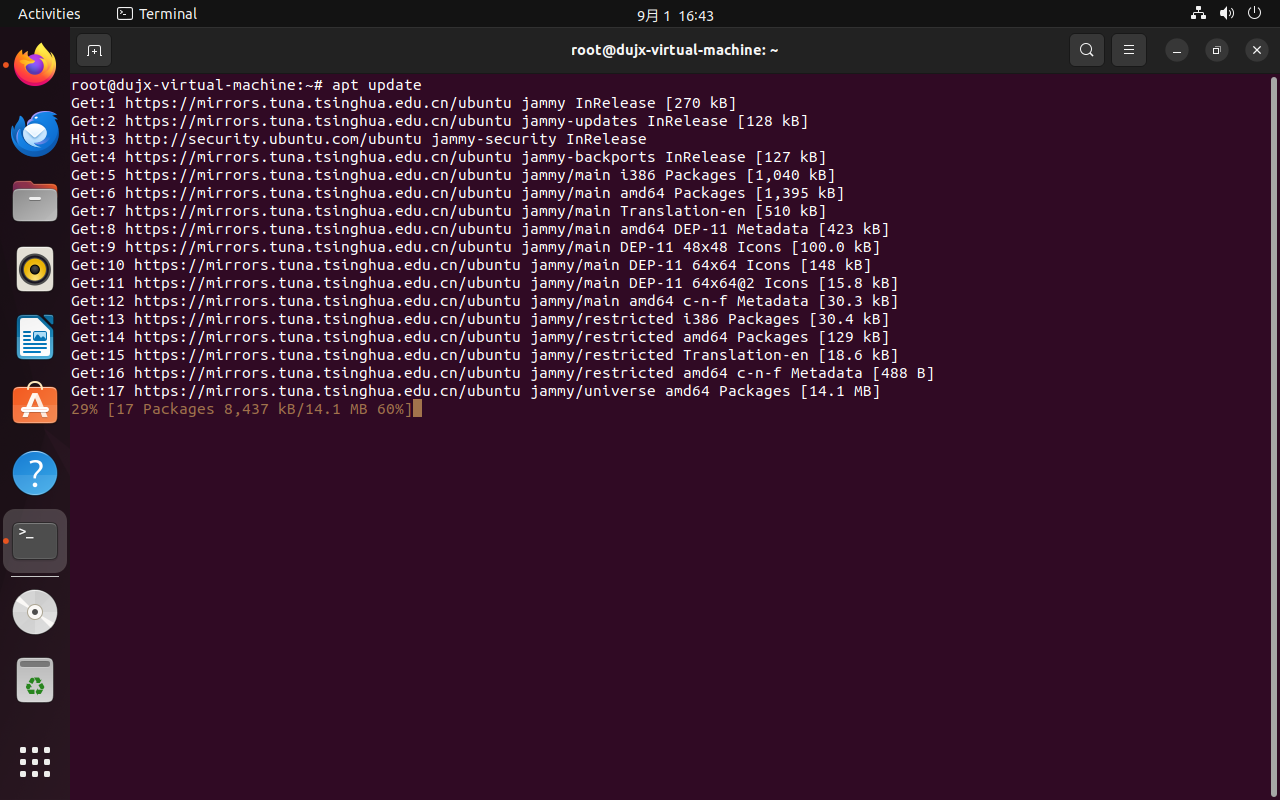 Activities
Terminal
9月 1 16:43
root@dujx-virtual-machine: ~
root@dujx-virtual-machine:~# apt update
Get:1 https://mirrors.tuna.tsinghua.edu.cn/ubuntu jammy InRelease [270 kB]
Get:2 https://mirrors.tuna.tsinghua.edu.cn/ubuntu jammy-updates InRelease [128 kB]
Hit:3 http://security.ubuntu.com/ubuntu jammy-security InRelease
Get:4 https://mirrors.tuna.tsinghua.edu.cn/ubuntu jammy-backports InRelease [127 kB]
Get:5 https://mirrors.tuna.tsinghua.edu.cn/ubuntu jammy/main i386 Packages [1,040 kB]
Get:6 https://mirrors.tuna.tsinghua.edu.cn/ubuntu jammy/main amd64 Packages [1,395 kB]
Get:7 https://mirrors.tuna.tsinghua.edu.cn/ubuntu jammy/main Translation-en [510 kB]
Get:8 https://mirrors.tuna.tsinghua.edu.cn/ubuntu jammy/main amd64 DEP-11 Metadata [423 kB]
Get:9 https://mirrors.tuna.tsinghua.edu.cn/ubuntu jammy/main DEP-11 48x48 Icons [100.0 kB]
Get:10 https://mirrors.tuna.tsinghua.edu.cn/ubuntu jammy/main DEP-11 64x64 Icons [148 kB]
Get:11 https://mirrors.tuna.tsinghua.edu.cn/ubuntu jammy/main DEP-11 64x64@2 Icons [15.8 kB]
Get:12 https://mirrors.tuna.tsinghua.edu.cn/ubuntu jammy/main amd64 c-n-f Metadata [30.3 kB]
Get:13 https://mirrors.tuna.tsinghua.edu.cn/ubuntu jammy/restricted i386 Packages [30.4 kB]
Get:14 https://mirrors.tuna.tsinghua.edu.cn/ubuntu jammy/restricted amd64 Packages [129 kB]
Get:15 https://mirrors.tuna.tsinghua.edu.cn/ubuntu jammy/restricted Translation-en [18.6 kB]
Get:16 https://mirrors.tuna.tsinghua.edu.cn/ubuntu jammy/restricted amd64 c-n-f Metadata [488 B]
Get:17 https://mirrors.tuna.tsinghua.edu.cn/ubuntu jammy/universe amd64 Packages [14.1 MB]
29% [17 Packages 8,437 kB/14.1 MB 60%]